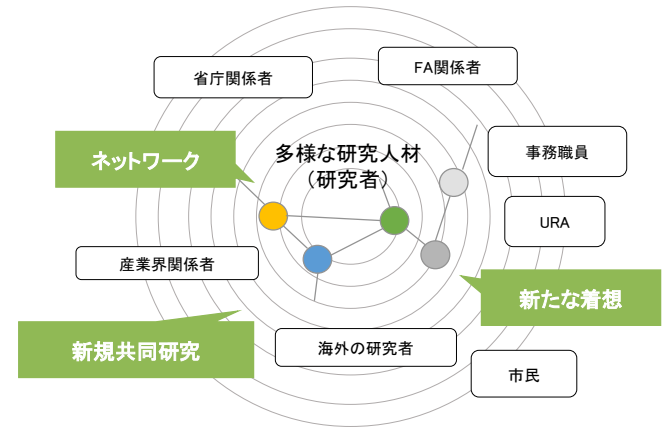 FA関係者
省庁関係者
多様な研究人材
（研究者）
事務職員
ネットワーク
URA
産業界関係者
新たな着想
新規共同研究
海外の研究者
市民